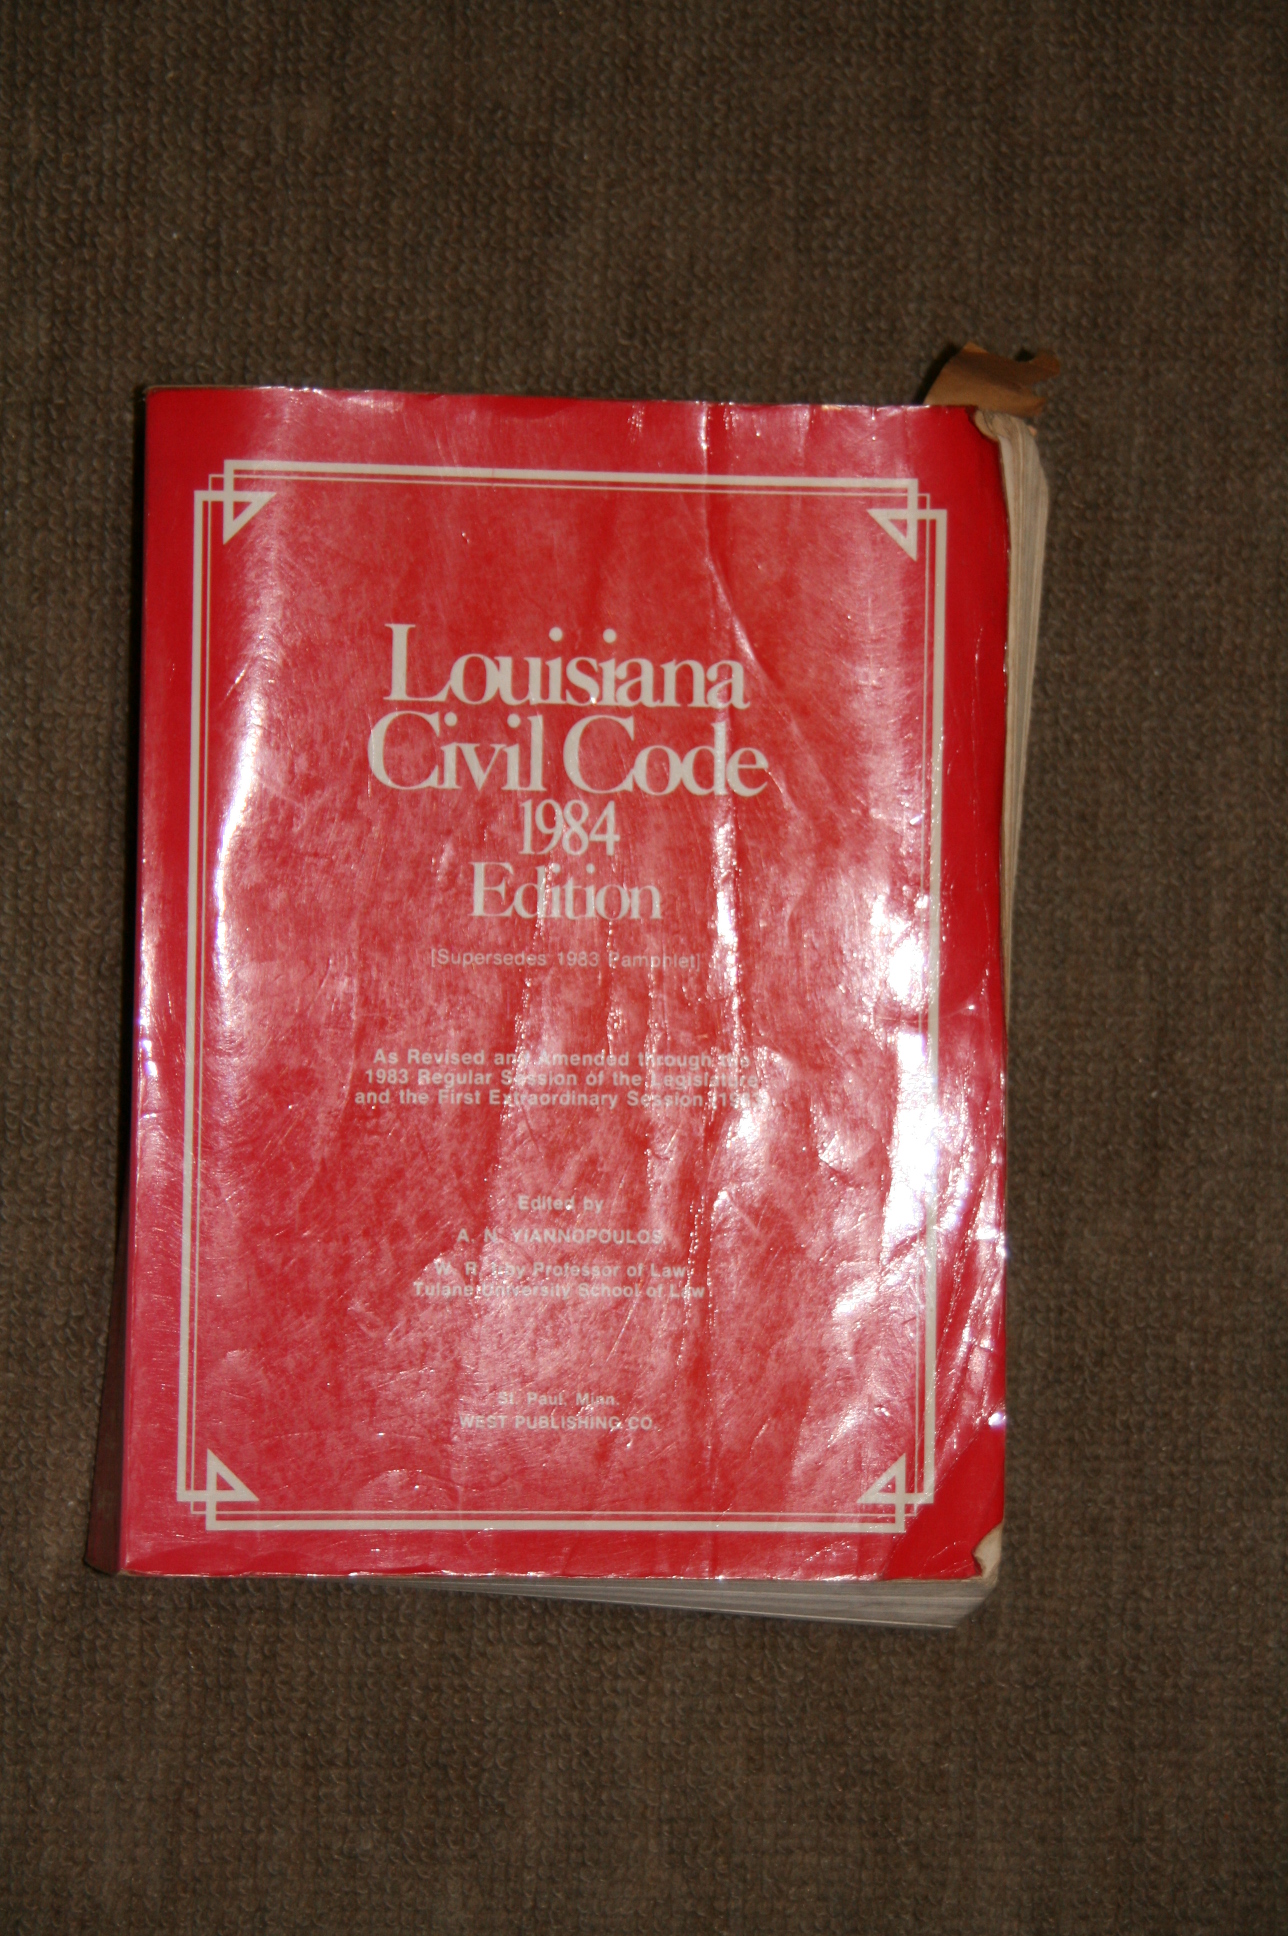 Louisiana
Civil Code
1984
Edition
[Supersedes 1983 Pamphlet]
As Revised and Amended through the
1983 Regular Session of the Legislature
and the First Extraordinary Session,
Edited by
A. N. YIANNOPOULOS
W. R. Irby Professor of Law
Tulane University School of Law
St. Paul, Minn.
WEST PUBLISHING CO.